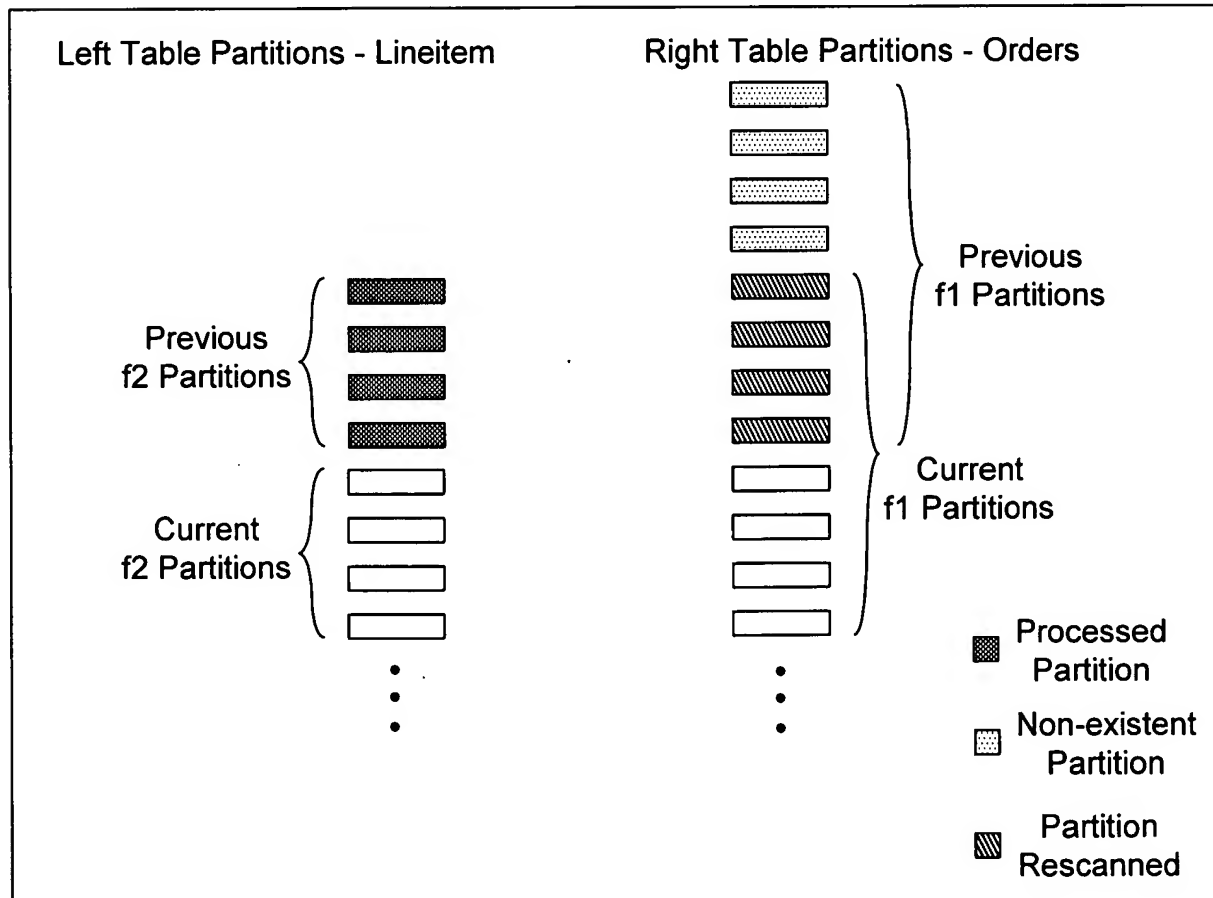 Left Table Partitions - Lineitem
Right Table Partitions - Orders
Previous
f1 Partitions
Previous
f2 Partitions
Current
f1 Partitions
Current
f2 Partitions
Processed
Partition
Non-existent
Partition
Partition
Rescanned